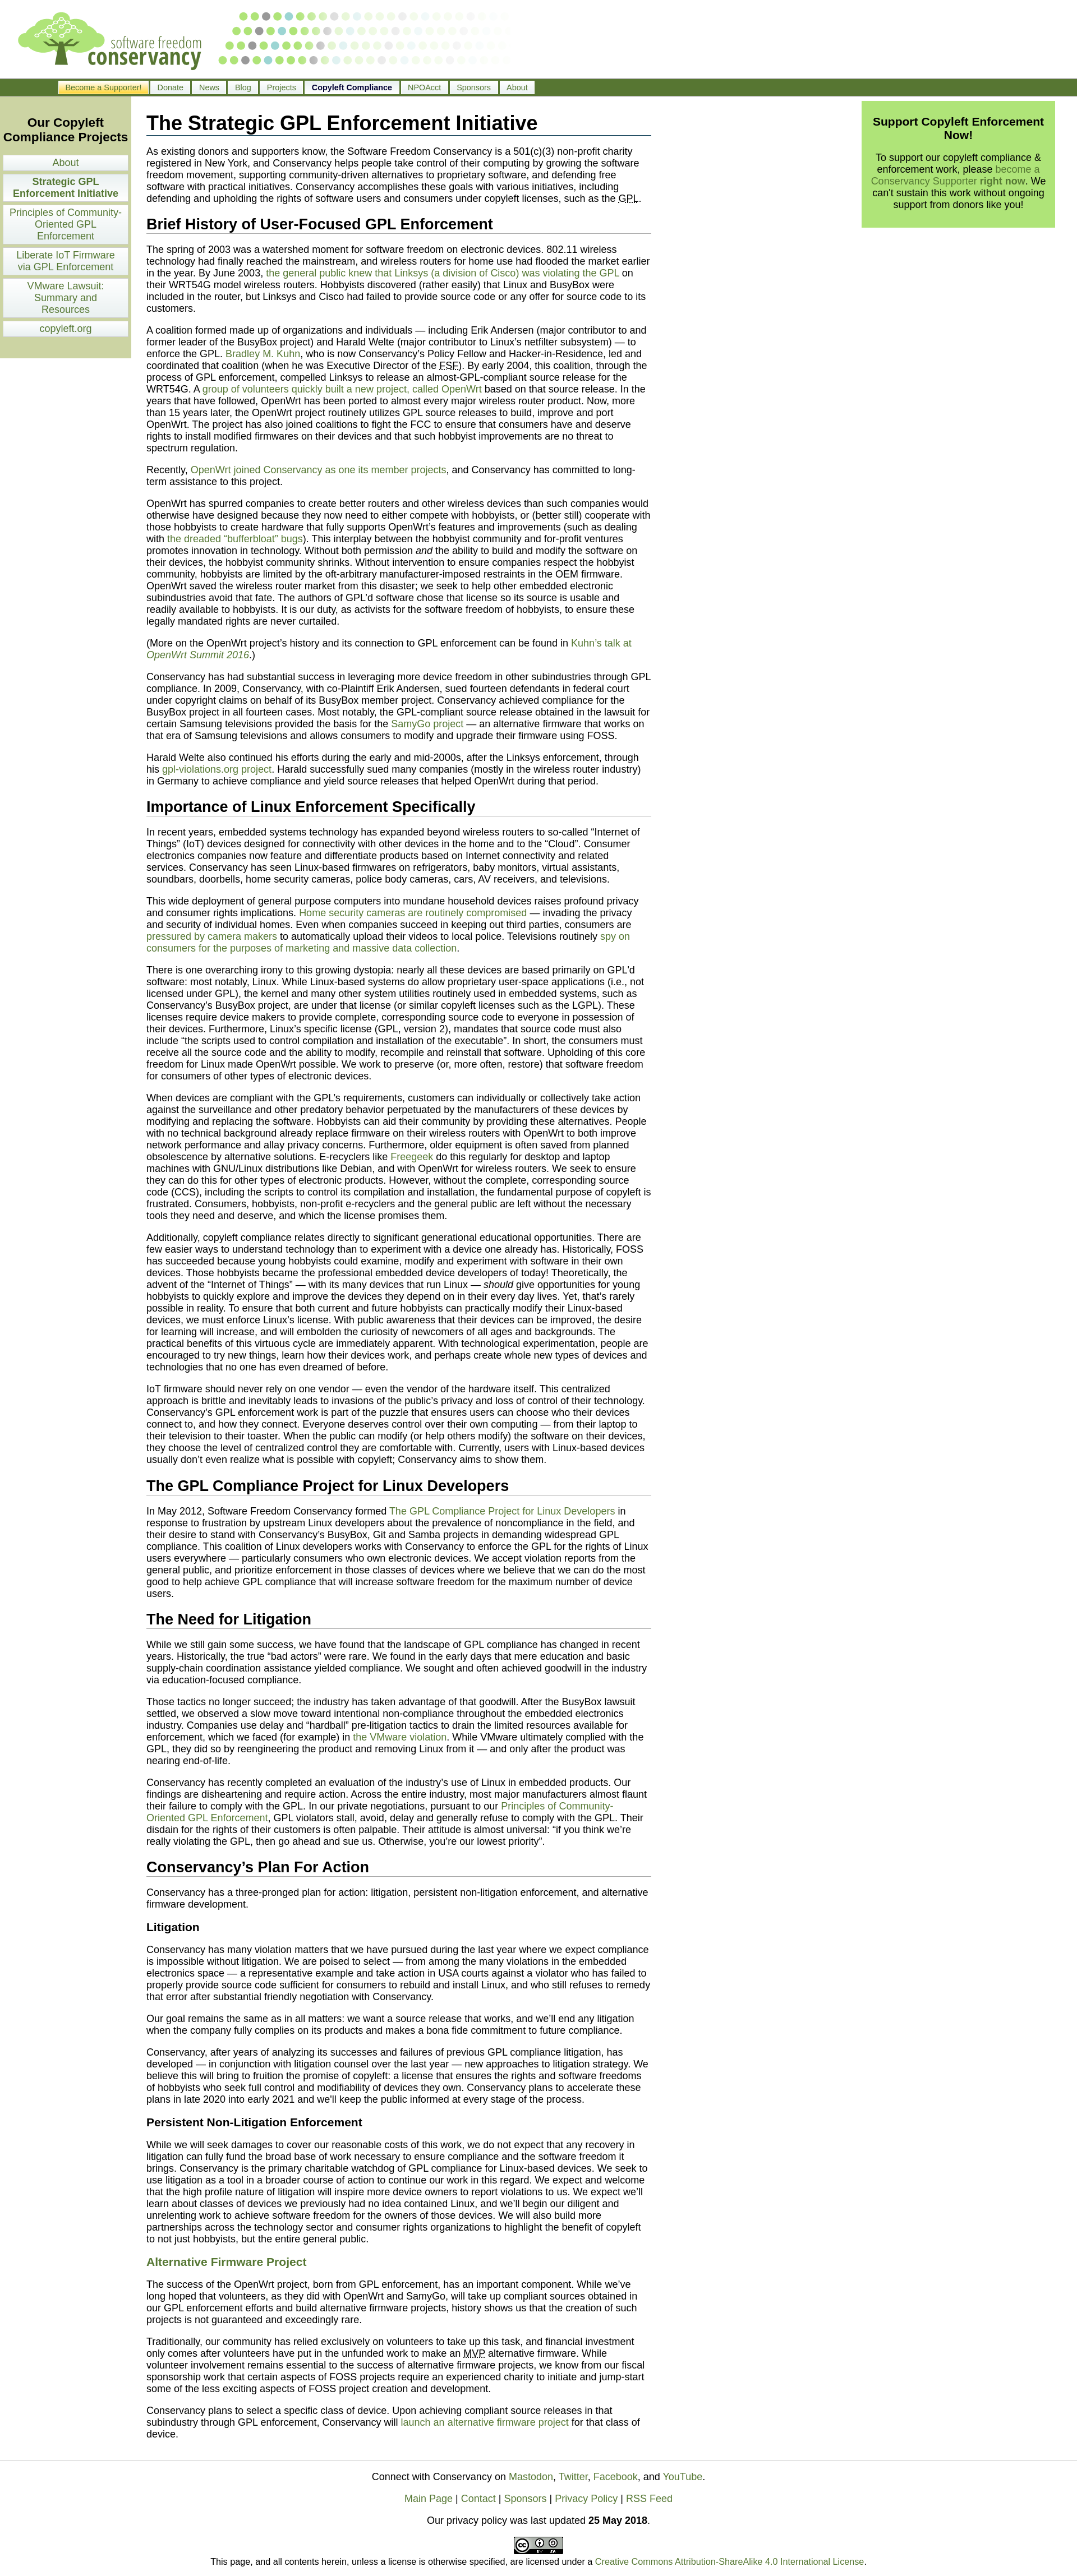 software freedom
conservancy
Become a Supporter!
Donate
News
Blog
Projects
Copyleft Compliance
NPOAcct
Sponsors
About
Our Copyleft
Compliance Projects
About
Strategic GPL
Enforcement Initiative
Principles of Community-
Oriented GPL
Enforcement
Liberate IoT Firmware
via GPL Enforcement
VMware Lawsuit:
Summary and
Resources
copyleft.org
The Strategic GPL Enforcement Initiative
As existing donors and supporters know, the Software Freedom Conservancy is a 501(c)(3) non-profit charity
registered in New York, and Conservancy helps people take control of their computing by growing the software
freedom movement, supporting community-driven alternatives to proprietary software, and defending free
software with practical initiatives. Conservancy accomplishes these goals with various initiatives, including
defending and upholding the rights of software users and consumers under copyleft licenses, such as the GPL.
Brief History of User-Focused GPL Enforcement
The spring of 2003 was a watershed moment for software freedom on electronic devices. 802.11 wireless
technology had finally reached the mainstream, and wireless routers for home use had flooded the market earlier
in the year. By June 2003, the general public knew that Linksys (a division of Cisco) was violating the GPL on
their WRT54G model wireless routers. Hobbyists discovered (rather easily) that Linux and BusyBox were
included in the router, but Linksys and Cisco had failed to provide source code or any offer for source code to its
customers.
A coalition formed made up of organizations and individuals — including Erik Andersen (major contributor to and
former leader of the BusyBox project) and Harald Welte (major contributor to Linux’s netfilter subsystem) — to
enforce the GPL. Bradley M. Kuhn, who is now Conservancy’s Policy Fellow and Hacker-in-Residence, led and
coordinated that coalition (when he was Executive Director of the FSF). By early 2004, this coalition, through the
process of GPL enforcement, compelled Linksys to release an almost-GPL-compliant source release for the
WRT54G. A group of volunteers quickly built a new project, called OpenWrt based on that source release. In the
years that have followed, OpenWrt has been ported to almost every major wireless router product. Now, more
than 15 years later, the OpenWrt project routinely utilizes GPL source releases to build, improve and port
OpenWrt. The project has also joined coalitions to fight the FCC to ensure that consumers have and deserve
rights to install modified firmwares on their devices and that such hobbyist improvements are no threat to
spectrum regulation.
Recently, OpenWrt joined Conservancy as one its member projects, and Conservancy has committed to long-
term assistance to this project.
OpenWrt has spurred companies to create better routers and other wireless devices than such companies would
otherwise have designed because they now need to either compete with hobbyists, or (better still) cooperate with
those hobbyists to create hardware that fully supports OpenWrt’s features and improvements (such as dealing
with the dreaded “bufferbloat” bugs). This interplay between the hobbyist community and for-profit ventures
promotes innovation in technology. Without both permission and the ability to build and modify the software on
their devices, the hobbyist community shrinks. Without intervention to ensure companies respect the hobbyist
community, hobbyists are limited by the oft-arbitrary manufacturer-imposed restraints in the OEM firmware.
OpenWrt saved the wireless router market from this disaster; we seek to help other embedded electronic
subindustries avoid that fate. The authors of GPL’d software chose that license so its source is usable and
readily available to hobbyists. It is our duty, as activists for the software freedom of hobbyists, to ensure these
legally mandated rights are never curtailed.
(More on the OpenWrt project’s history and its connection to GPL enforcement can be found in Kuhn’s talk at
OpenWrt Summit 2016.)
Conservancy has had substantial success in leveraging more device freedom in other subindustries through GPL
compliance. In 2009, Conservancy, with co-Plaintiff Erik Andersen, sued fourteen defendants in federal court
under copyright claims on behalf of its BusyBox member project. Conservancy achieved compliance for the
BusyBox project in all fourteen cases. Most notably, the GPL-compliant source release obtained in the lawsuit for
certain Samsung televisions provided the basis for the SamyGo project — an alternative firmware that works on
that era of Samsung televisions and allows consumers to modify and upgrade their firmware using FOSS.
Harald Welte also continued his efforts during the early and mid-2000s, after the Linksys enforcement, through
his gpl-violations.org project. Harald successfully sued many companies (mostly in the wireless router industry)
in Germany to achieve compliance and yield source releases that helped OpenWrt during that period.
Importance of Linux Enforcement Specifically
In recent years, embedded systems technology has expanded beyond wireless routers to so-called “Internet of
Things” (IoT) devices designed for connectivity with other devices in the home and to the “Cloud”. Consumer
electronics companies now feature and differentiate products based on Internet connectivity and related
services. Conservancy has seen Linux-based firmwares on refrigerators, baby monitors, virtual assistants,
soundbars, doorbells, home security cameras, police body cameras, cars, AV receivers, and televisions.
This wide deployment of general purpose computers into mundane household devices raises profound privacy
and consumer rights implications. Home security cameras are routinely compromised — invading the privacy
and security of individual homes. Even when companies succeed in keeping out third parties, consumers are
pressured by camera makers to automatically upload their videos to local police. Televisions routinely spy on
consumers for the purposes of marketing and massive data collection.
There is one overarching irony to this growing dystopia: nearly all these devices are based primarily on GPL'd
software: most notably, Linux. While Linux-based systems do allow proprietary user-space applications (i.e., not
licensed under GPL), the kernel and many other system utilities routinely used in embedded systems, such as
Conservancy’s BusyBox project, are under that license (or similar copyleft licenses such as the LGPL). These
licenses require device makers to provide complete, corresponding source code to everyone in possession of
their devices. Furthermore, Linux’s specific license (GPL, version 2), mandates that source code must also
include “the scripts used to control compilation and installation of the executable”. In short, the consumers must
receive all the source code and the ability to modify, recompile and reinstall that software. Upholding of this core
freedom for Linux made OpenWrt possible. We work to preserve (or, more often, restore) that software freedom
for consumers of other types of electronic devices.
When devices are compliant with the GPL’s requirements, customers can individually or collectively take action
against the surveillance and other predatory behavior perpetuated by the manufacturers of these devices by
modifying and replacing the software. Hobbyists can aid their community by providing these alternatives. People
with no technical background already replace firmware on their wireless routers with OpenWrt to both improve
network performance and allay privacy concerns. Furthermore, older equipment is often saved from planned
obsolescence by alternative solutions. E-recyclers like Freegeek do this regularly for desktop and laptop
machines with GNU/Linux distributions like Debian, and with OpenWrt for wireless routers. We seek to ensure
they can do this for other types of electronic products. However, without the complete, corresponding source
code (CCS), including the scripts to control its compilation and installation, the fundamental purpose of copyleft is
frustrated. Consumers, hobbyists, non-profit e-recyclers and the general public are left without the necessary
tools they need and deserve, and which the license promises them.
Additionally, copyleft compliance relates directly to significant generational educational opportunities. There are
few easier ways to understand technology than to experiment with a device one already has. Historically, FOSS
has succeeded because young hobbyists could examine, modify and experiment with software in their own
devices. Those hobbyists became the professional embedded device developers of today! Theoretically, the
advent of the “Internet of Things” — with its many devices that run Linux — should give opportunities for young
hobbyists to quickly explore and improve the devices they depend on in their every day lives. Yet, that’s rarely
possible in reality. To ensure that both current and future hobbyists can practically modify their Linux-based
devices, we must enforce Linux’s license. With public awareness that their devices can be improved, the desire
for learning will increase, and will embolden the curiosity of newcomers of all ages and backgrounds. The
practical benefits of this virtuous cycle are immediately apparent. With technological experimentation, people are
encouraged to try new things, learn how their devices work, and perhaps create whole new types of devices and
technologies that no one has even dreamed of before.
IoT firmware should never rely on one vendor — even the vendor of the hardware itself. This centralized
approach is brittle and inevitably leads to invasions of the public’s privacy and loss of control of their technology.
Conservancy’s GPL enforcement work is part of the puzzle that ensures users can choose who their devices
connect to, and how they connect. Everyone deserves control over their own computing — from their laptop to
their television to their toaster. When the public can modify (or help others modify) the software on their devices,
they choose the level of centralized control they are comfortable with. Currently, users with Linux-based devices
usually don’t even realize what is possible with copyleft; Conservancy aims to show them.
The GPL Compliance Project for Linux Developers
In May 2012, Software Freedom Conservancy formed The GPL Compliance Project for Linux Developers in
response to frustration by upstream Linux developers about the prevalence of noncompliance in the field, and
their desire to stand with Conservancy’s BusyBox, Git and Samba projects in demanding widespread GPL
compliance. This coalition of Linux developers works with Conservancy to enforce the GPL for the rights of Linux
users everywhere — particularly consumers who own electronic devices. We accept violation reports from the
general public, and prioritize enforcement in those classes of devices where we believe that we can do the most
good to help achieve GPL compliance that will increase software freedom for the maximum number of device
users.
The Need for Litigation
While we still gain some success, we have found that the landscape of GPL compliance has changed in recent
years. Historically, the true “bad actors” were rare. We found in the early days that mere education and basic
supply-chain coordination assistance yielded compliance. We sought and often achieved goodwill in the industry
via education-focused compliance.
Those tactics no longer succeed; the industry has taken advantage of that goodwill. After the BusyBox lawsuit
settled, we observed a slow move toward intentional non-compliance throughout the embedded electronics
industry. Companies use delay and “hardball” pre-litigation tactics to drain the limited resources available for
enforcement, which we faced (for example) in the VMware violation. While VMware ultimately complied with the
GPL, they did so by reengineering the product and removing Linux from it — and only after the product was
nearing end-of-life.
Conservancy has recently completed an evaluation of the industry’s use of Linux in embedded products. Our
findings are disheartening and require action. Across the entire industry, most major manufacturers almost flaunt
their failure to comply with the GPL. In our private negotiations, pursuant to our Principles of Community-
Oriented GPL Enforcement, GPL violators stall, avoid, delay and generally refuse to comply with the GPL. Their
disdain for the rights of their customers is often palpable. Their attitude is almost universal: “if you think we’re
really violating the GPL, then go ahead and sue us. Otherwise, you’re our lowest priority”.
Conservancy’s Plan For Action
Conservancy has a three-pronged plan for action: litigation, persistent non-litigation enforcement, and alternative
firmware development.
Litigation
Conservancy has many violation matters that we have pursued during the last year where we expect compliance
is impossible without litigation. We are poised to select — from among the many violations in the embedded
electronics space — a representative example and take action in USA courts against a violator who has failed to
properly provide source code sufficient for consumers to rebuild and install Linux, and who still refuses to remedy
that error after substantial friendly negotiation with Conservancy.
Our goal remains the same as in all matters: we want a source release that works, and we’ll end any litigation
when the company fully complies on its products and makes a bona fide commitment to future compliance.
Conservancy, after years of analyzing its successes and failures of previous GPL compliance litigation, has
developed — in conjunction with litigation counsel over the last year — new approaches to litigation strategy. We
believe this will bring to fruition the promise of copyleft: a license that ensures the rights and software freedoms
of hobbyists who seek full control and modifiability of devices they own. Conservancy plans to accelerate these
plans in late 2020 into early 2021 and we'll keep the public informed at every stage of the process.
Persistent Non-Litigation Enforcement
While we will seek damages to cover our reasonable costs of this work, we do not expect that any recovery in
litigation can fully fund the broad base of work necessary to ensure compliance and the software freedom it
brings. Conservancy is the primary charitable watchdog of GPL compliance for Linux-based devices. We seek to
use litigation as a tool in a broader course of action to continue our work in this regard. We expect and welcome
that the high profile nature of litigation will inspire more device owners to report violations to us. We expect we’ll
learn about classes of devices we previously had no idea contained Linux, and we’ll begin our diligent and
unrelenting work to achieve software freedom for the owners of those devices. We will also build more
partnerships across the technology sector and consumer rights organizations to highlight the benefit of copyleft
to not just hobbyists, but the entire general public.
Alternative Firmware Project
The success of the OpenWrt project, born from GPL enforcement, has an important component. While we’ve
long hoped that volunteers, as they did with OpenWrt and SamyGo, will take up compliant sources obtained in
our GPL enforcement efforts and build alternative firmware projects, history shows us that the creation of such
projects is not guaranteed and exceedingly rare.
Traditionally, our community has relied exclusively on volunteers to take up this task, and financial investment
only comes after volunteers have put in the unfunded work to make an MVP alternative firmware. While
volunteer involvement remains essential to the success of alternative firmware projects, we know from our fiscal
sponsorship work that certain aspects of FOSS projects require an experienced charity to initiate and jump-start
some of the less exciting aspects of FOSS project creation and development.
Conservancy plans to select a specific class of device. Upon achieving compliant source releases in that
subindustry through GPL enforcement, Conservancy will launch an alternative firmware project for that class of
device.
Support Copyleft Enforcement
Now!
To support our copyleft compliance &
enforcement work, please become a
Conservancy Supporter right now. We
can't sustain this work without ongoing
support from donors like you!
Connect with Conservancy on Mastodon, Twitter, Facebook, and YouTube.
Main Page | Contact | Sponsors | Privacy Policy | RSS Feed
Our privacy policy was last updated 25 May 2018.
cc
BY SA
This page, and all contents herein, unless a license is otherwise specified, are licensed under a Creative Commons Attribution-ShareAlike 4.0 International License.